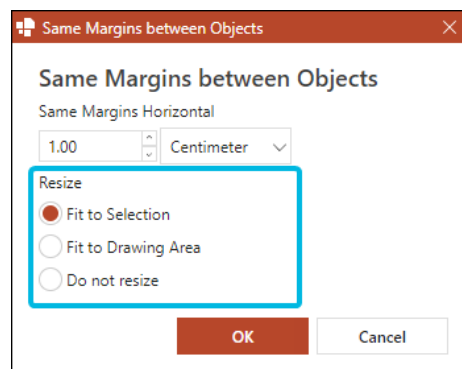 Same Margins between Objects
Same Margins between Objects
Same Margins Horizontal
1.00 Centimeter
Resize
Fit to Selection
Fit to Drawing Area
Do not resize
OK Cancel